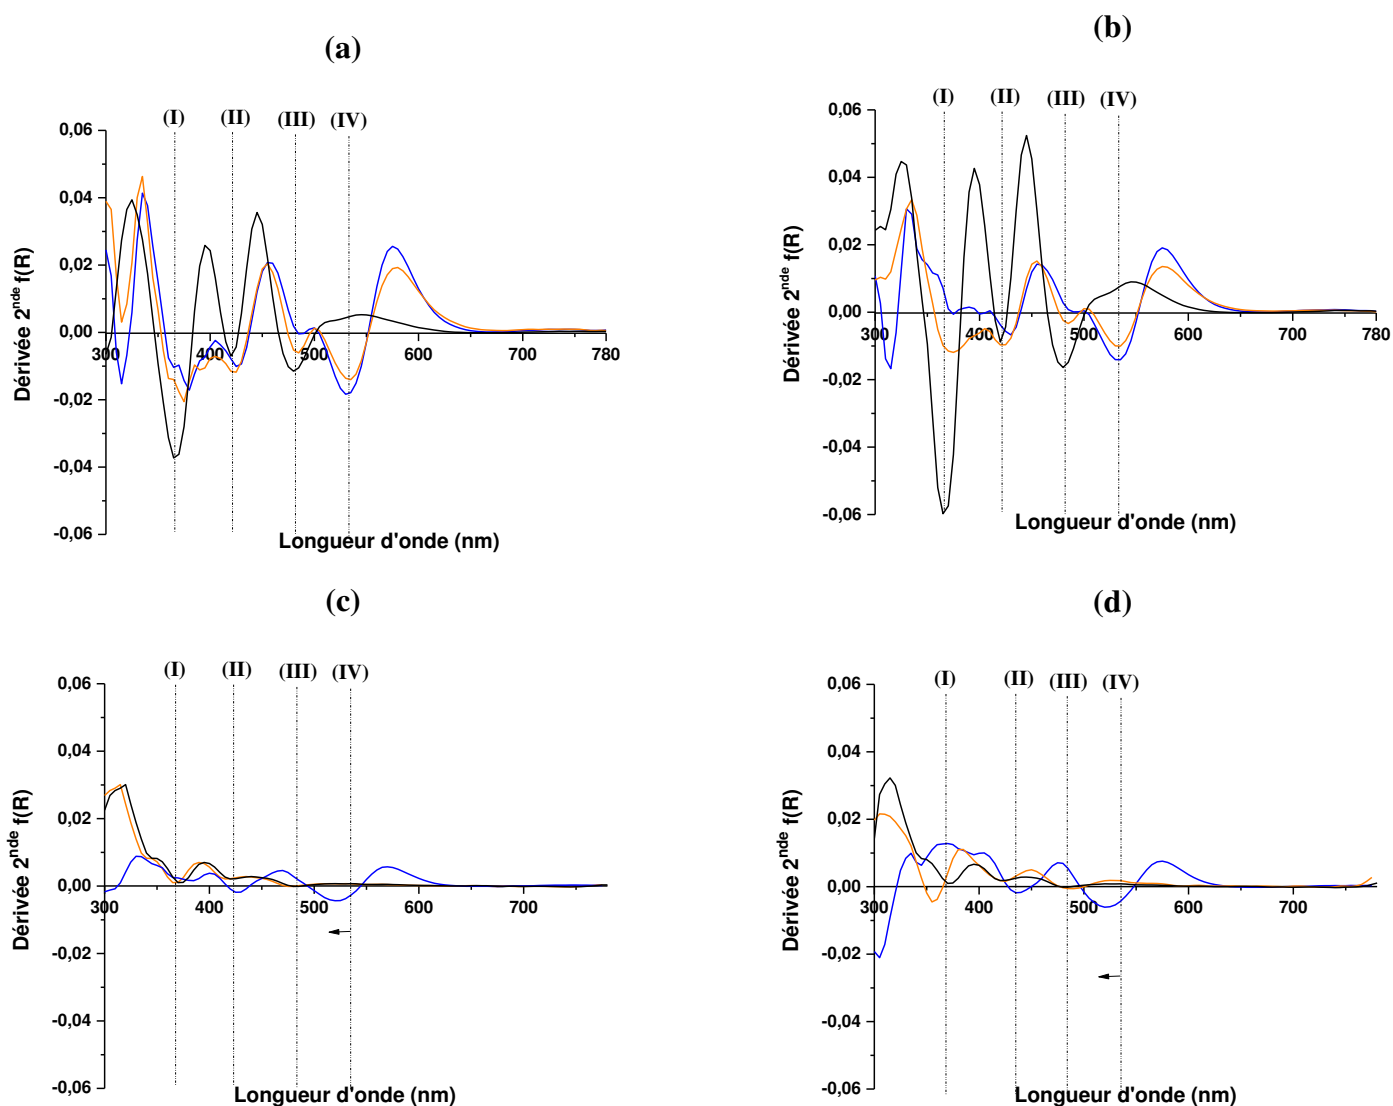 (a)
(I) (II) (III) (IV)
0,06
0,04
0,02
0,00
-0,02
-0,04
-0,06
300 400 500 600 700 780
Dérivée 2nde f(R)
Longueur d'onde (nm)
(b)
(I) (II) (III) (IV)
0,06
0,04
0,02
0,00
-0,02
-0,04
-0,06
300 400 500 600 700 780
Dérivée 2nde f(R)
Longueur d'onde (nm)
(c)
(I) (II) (III) (IV)
0,06
0,04
0,02
0,00
-0,02
-0,04
-0,06
300 400 500 600 700
Dérivée 2nde f(R)
Longueur d'onde (nm)
(d)
(I) (II) (III) (IV)
0,06
0,04
0,02
0,00
-0,02
-0,04
-0,06
300 400 500 600 700
Dérivée 2nde f(R)
Longueur d'onde (nm)